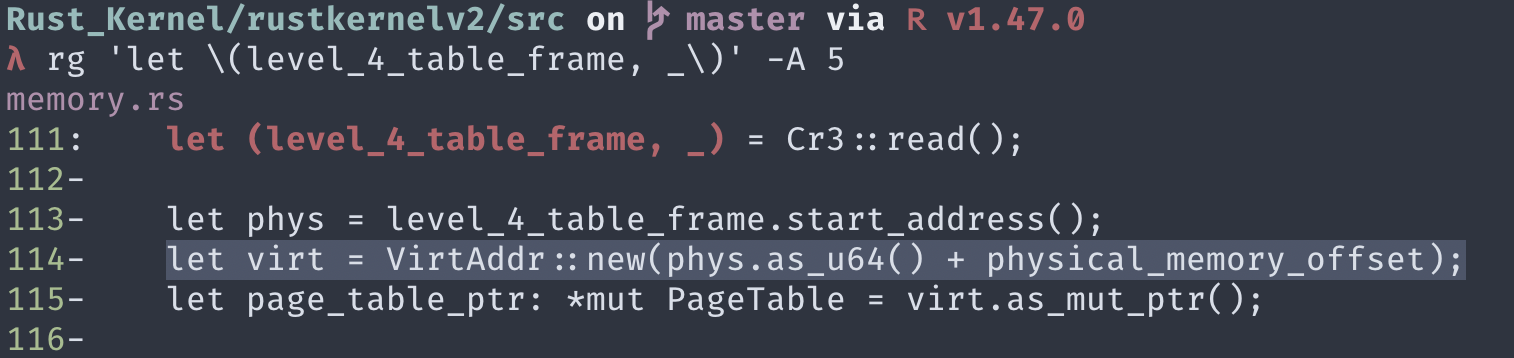 Rust_Kernel/rustkernelv2/src on master via R v1.47.0
λ rg 'let \(level_4_table_frame, _\)' -A 5
memory.rs
111:    let (level_4_table_frame, _) = Cr3::read();
112-
113-    let phys = level_4_table_frame.start_address();
114-    let virt = VirtAddr::new(phys.as_u64() + physical_memory_offset);
115-    let page_table_ptr: *mut PageTable = virt.as_mut_ptr();
116-